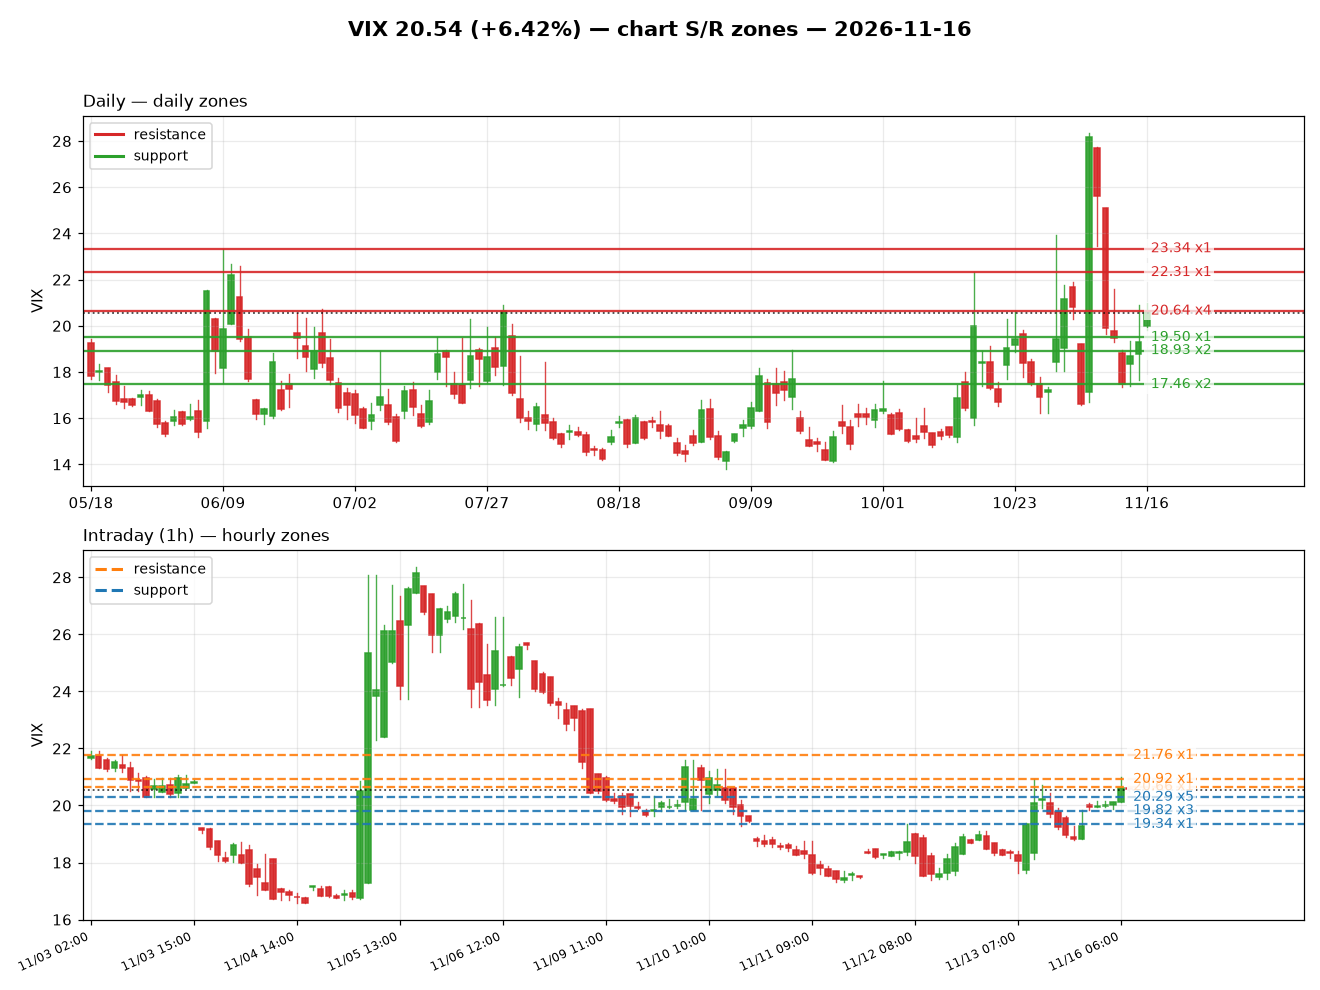 VIX 20.54 (+6.42%) — chart S/R zones — 2026-11-16
Daily — daily zones
resistance
support
28
26
24
22
20
18
16
14
VIX
23.34 x1
22.31 x1
20.64 x4
19.50 x1
18.93 x2
17.46 x2
05/18 06/09 07/02 07/27 08/18 09/09 10/01 10/23 11/16
Intraday (1h) — hourly zones
resistance
support
28
26
24
22
20
18
16
VIX
21.76 x1
20.92 x1
20.29 x5
19.82 x3
19.34 x1
11/03 02:00 11/03 15:00 11/04 14:00 11/05 13:00 11/06 12:00 11/09 11:00 11/10 10:00 11/11 09:00 11/12 08:00 11/13 07:00 11/16 06:00